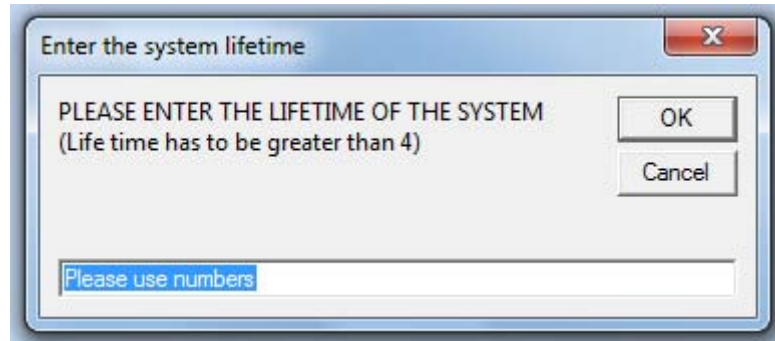 Enter the system lifetime
PLEASE ENTER THE LIFETIME OF THE SYSTEM
(Life time has to be greater than 4)
OK
Cancel
Please use numbers